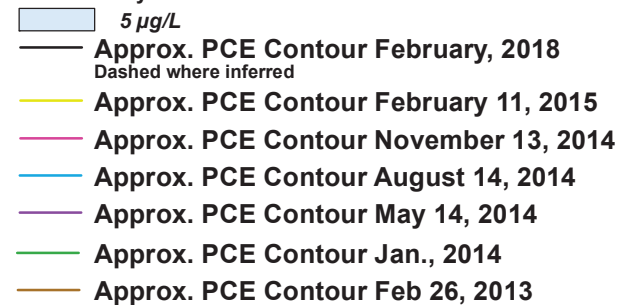 5 µg/L
Approx. PCE Contour February, 2018
Dashed where inferred
Approx. PCE Contour February 11, 2015
Approx. PCE Contour November 13, 2014
Approx. PCE Contour August 14, 2014
Approx. PCE Contour May 14, 2014
Approx. PCE Contour Jan., 2014
Approx. PCE Contour Feb 26, 2013